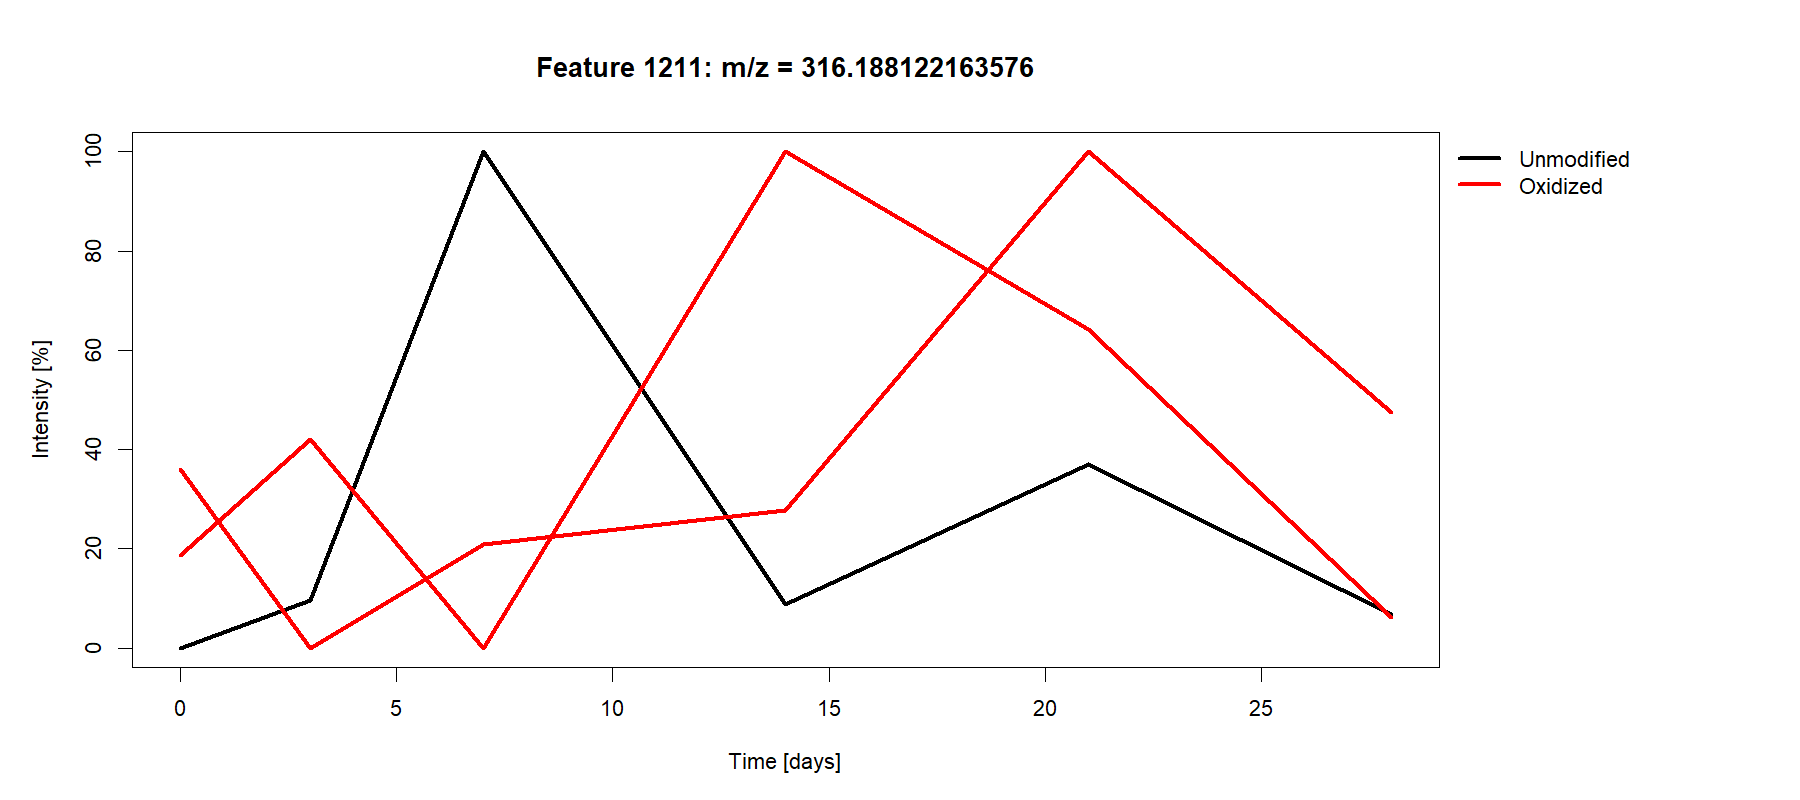 Feature 1211: m/z = 316.188122163576
Unmodified
Oxidized
Intensity [%]
100
80
60
40
20
0
0 5 10 15 20 25
Time [days]